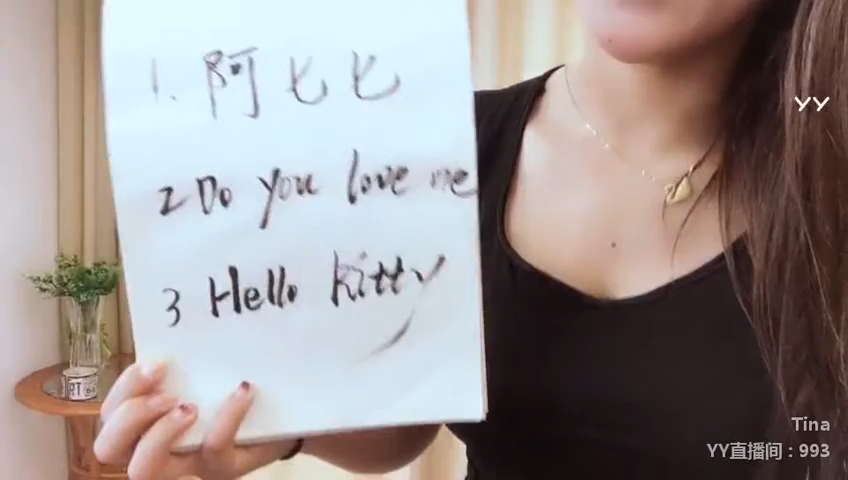 1. 阿七七
2 Do you love me
3 Hello Kitty
YY
RT
Tina
YY直播间：993